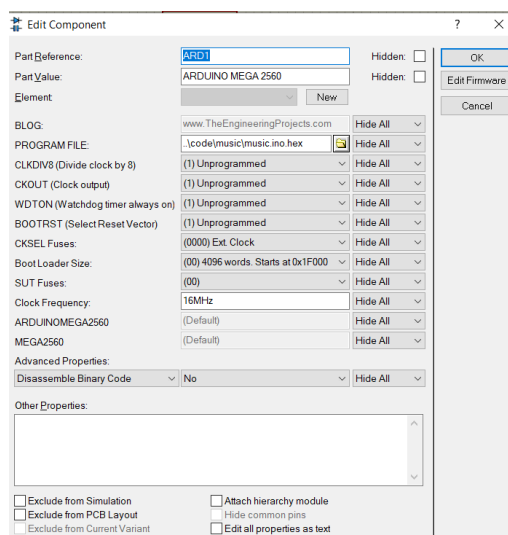 Edit Component ? ×
Part Reference: ARD1 Hidden: OK
Part Value: ARDUINO MEGA 2560 Hidden: Edit Firmware
Element: New Cancel
BLOG: www.TheEngineeringProjects.com Hide All
PROGRAM FILE: ..\code\music\music.ino.hex Hide All
CLKDIV8 (Divide clock by 8) (1) Unprogrammed Hide All
CKOUT (Clock output) (1) Unprogrammed Hide All
WDTON (Watchdog timer always on) (1) Unprogrammed Hide All
BOOTRST (Select Reset Vector) (1) Unprogrammed Hide All
CKSEL Fuses: (0000) Ext. Clock Hide All
Boot Loader Size: (00) 4096 words. Starts at 0x1F000 Hide All
SUT Fuses: (00) Hide All
Clock Frequency: 16MHz Hide All
ARDUINOMEGA2560 (Default) Hide All
MEGA2560 (Default) Hide All
Advanced Properties:
Disassemble Binary Code No Hide All
Other Properties:
Exclude from Simulation Attach hierarchy module
Exclude from PCB Layout Hide common pins
Exclude from Current Variant Edit all properties as text